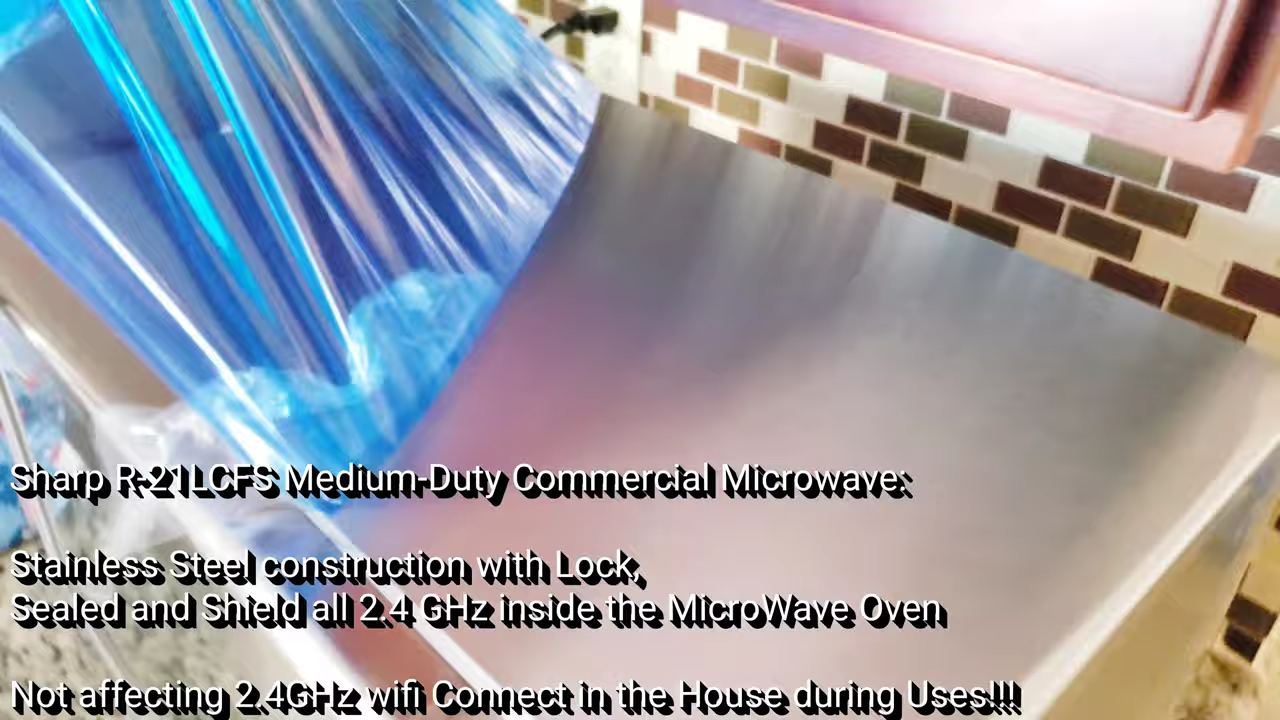 Sharp R-21LCFS Medium-Duty Commercial Microwave:
Stainless Steel construction with Lock,
Sealed and Shield all 2.4 GHz inside the MicroWave Oven
Not affecting 2.4GHz wifi Connect in the House during Uses!!!